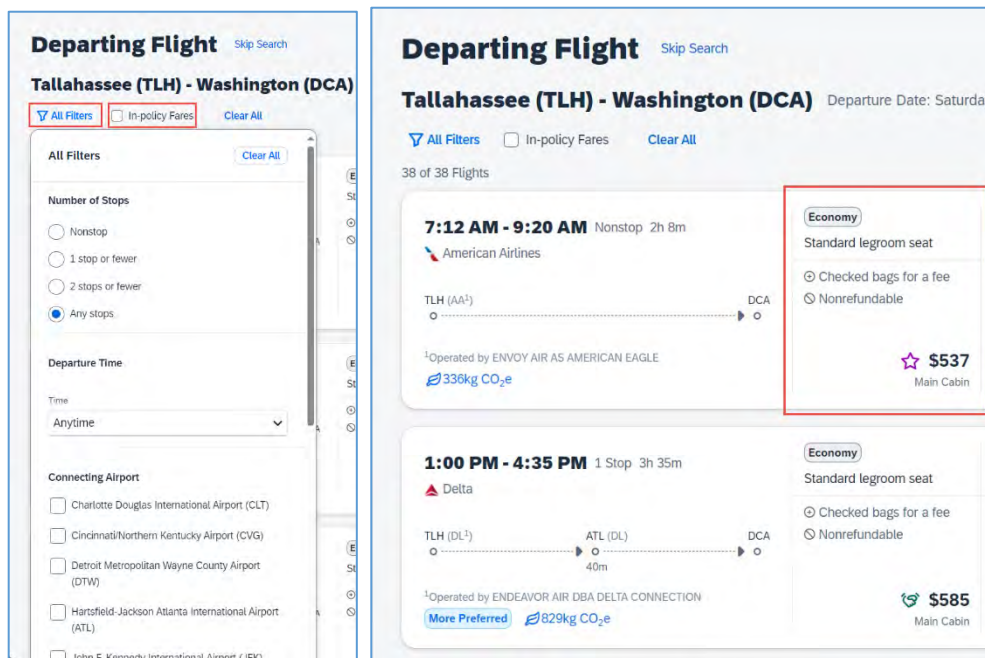 Departing Flight Skip Search
Tallahassee (TLH) - Washington (DCA)
All Filters In-policy Fares Clear All
All Filters Clear All
Number of Stops
Nonstop
1 stop or fewer
2 stops or fewer
Any stops
Departure Time
Time
Anytime
Connecting Airport
Charlotte Douglas International Airport (CLT)
Cincinnati/Northern Kentucky Airport (CVG)
Detroit Metropolitan Wayne County Airport
(DTW)
Hartsfield-Jackson Atlanta International Airport
(ATL)
John F. Kennedy International Airport (JFK)
Departing Flight Skip Search
Tallahassee (TLH) - Washington (DCA) Departure Date: Saturda
All Filters In-policy Fares Clear All
38 of 38 Flights
7:12 AM - 9:20 AM Nonstop 2h 8m
American Airlines
TLH (AA¹) DCA
¹Operated by ENVOY AIR AS AMERICAN EAGLE
336kg CO₂e
Economy
Standard legroom seat
Checked bags for a fee
Nonrefundable
$537
Main Cabin
1:00 PM - 4:35 PM 1 Stop 3h 35m
Delta
TLH (DL¹) ATL (DL) DCA
40m
¹Operated by ENDEAVOR AIR DBA DELTA CONNECTION
More Preferred 829kg CO₂e
Economy
Standard legroom seat
Checked bags for a fee
Nonrefundable
$585
Main Cabin